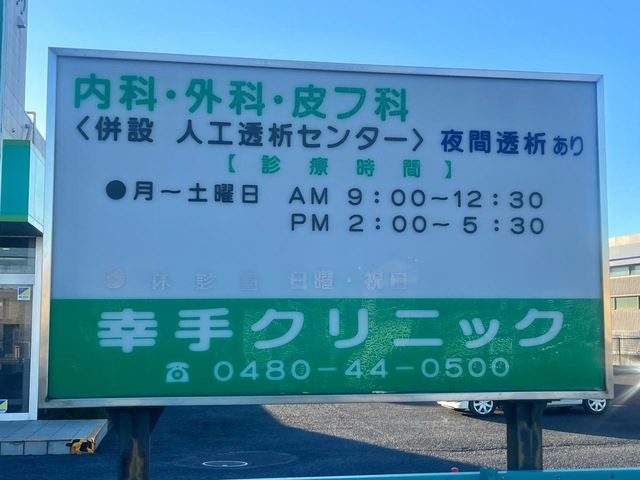 内科・外科・皮フ科
〈併設 人工透析センター〉 夜間透析あり
【診療時間】
●月～土曜日 AM 9：00～12：30
PM 2：00～5：30
●休診日 日曜・祝日
幸手クリニック
☎ 0480-44-0500